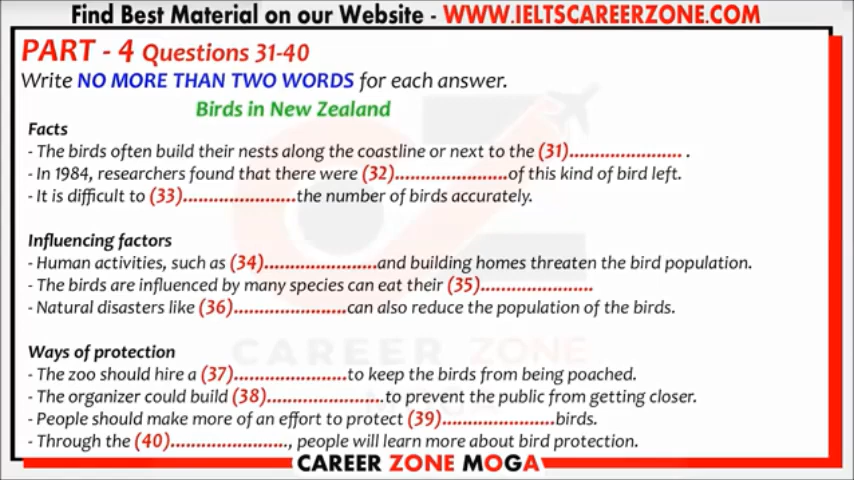 Find Best Material on our Website - WWW.IELTSCAREERZONE.COM
PART - 4 Questions 31-40
Write NO MORE THAN TWO WORDS for each answer.
Birds in New Zealand
Facts
- The birds often build their nests along the coastline or next to the (31)...................... .
- In 1984, researchers found that there were (32)......................of this kind of bird left.
- It is difficult to (33)......................the number of birds accurately.
Influencing factors
- Human activities, such as (34)......................and building homes threaten the bird population.
- The birds are influenced by many species can eat their (35)......................
- Natural disasters like (36)......................can also reduce the population of the birds.
CAREER ZONE
Ways of protection
- The zoo should hire a (37)......................to keep the birds from being poached.
- The organizer could build (38)......................to prevent the public from getting closer.
MOGA
- People should make more of an effort to protect (39)......................birds.
- Through the (40)......................, people will learn more about bird protection.
CAREER ZONE MOGA